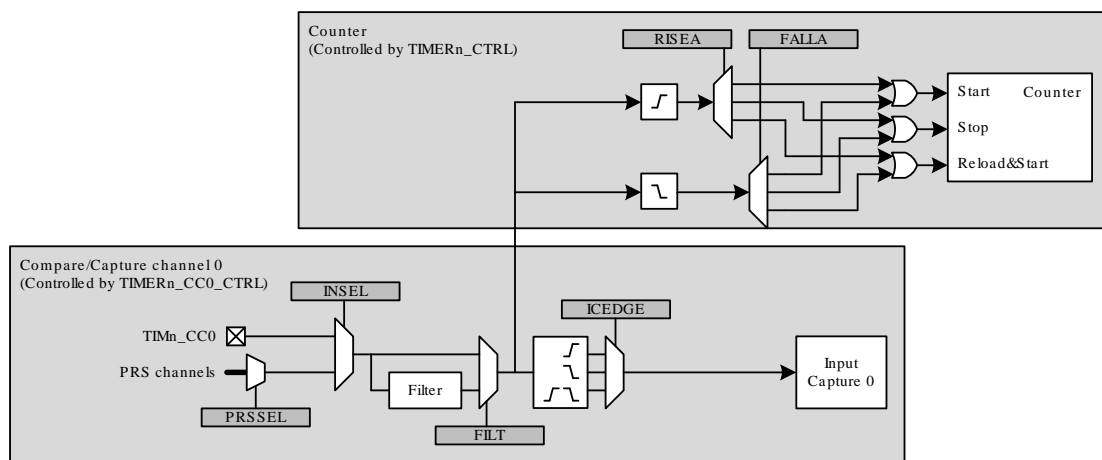 Counter
(Controlled by TIMERn_CTRL)
RISEA
FALLA
Start
Counter
Stop
Reload&Start
Compare/Capture channel 0
(Controlled by TIMERn_CC0_CTRL)
INSEL
ICEDGE
TIMn_CC0
PRS channels
Filter
Input
Capture 0
PRSSEL
FILT